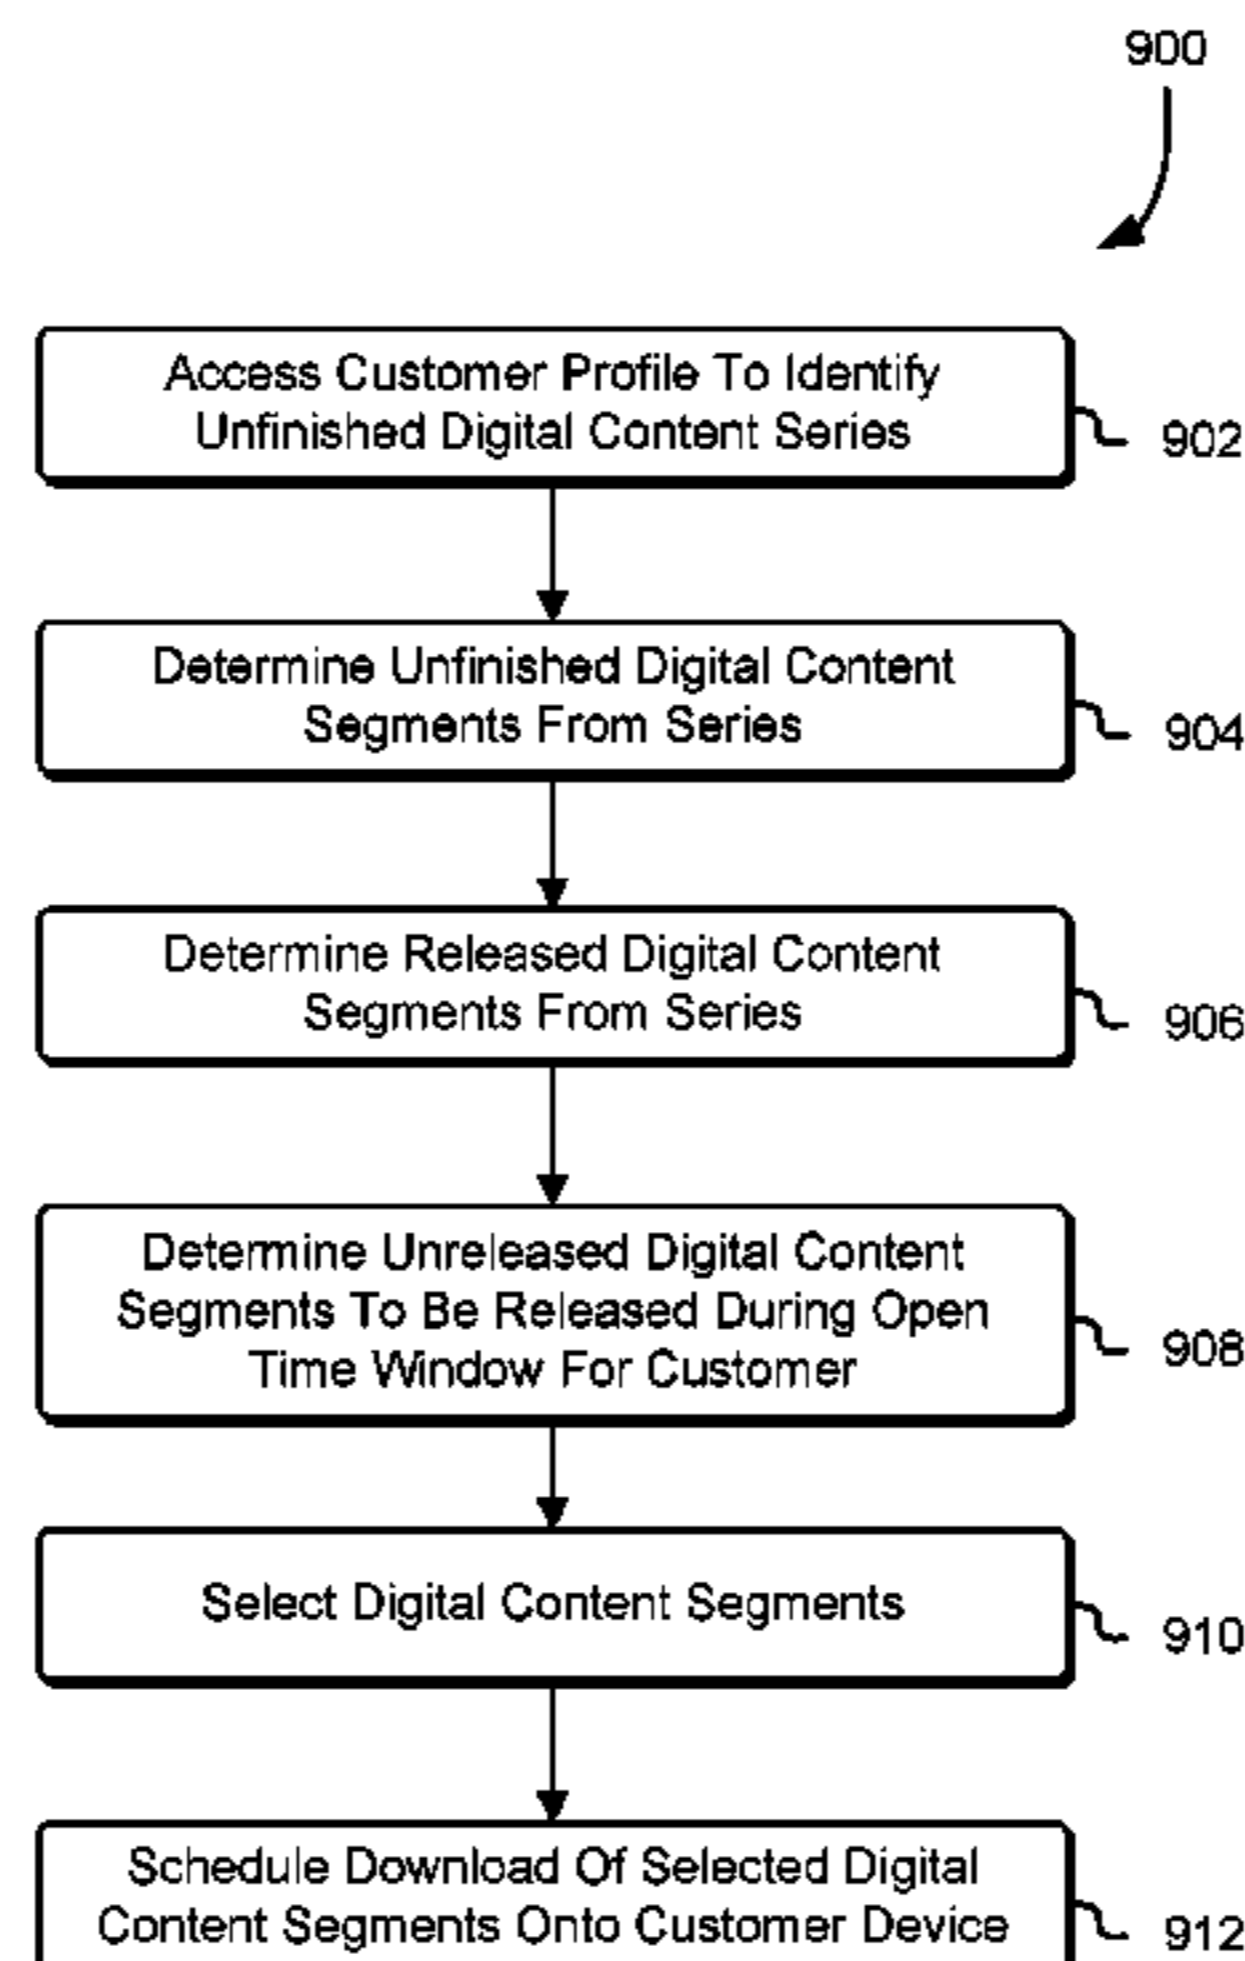 900
Access Customer Profile To Identify
Unfinished Digital Content Series
902
Determine Unfinished Digital Content
Segments From Series
904
Determine Released Digital Content
Segments From Series
906
Determine Unreleased Digital Content
Segments To Be Released During Open
Time Window For Customer
908
Select Digital Content Segments
910
Schedule Download Of Selected Digital
Content Segments Onto Customer Device
912